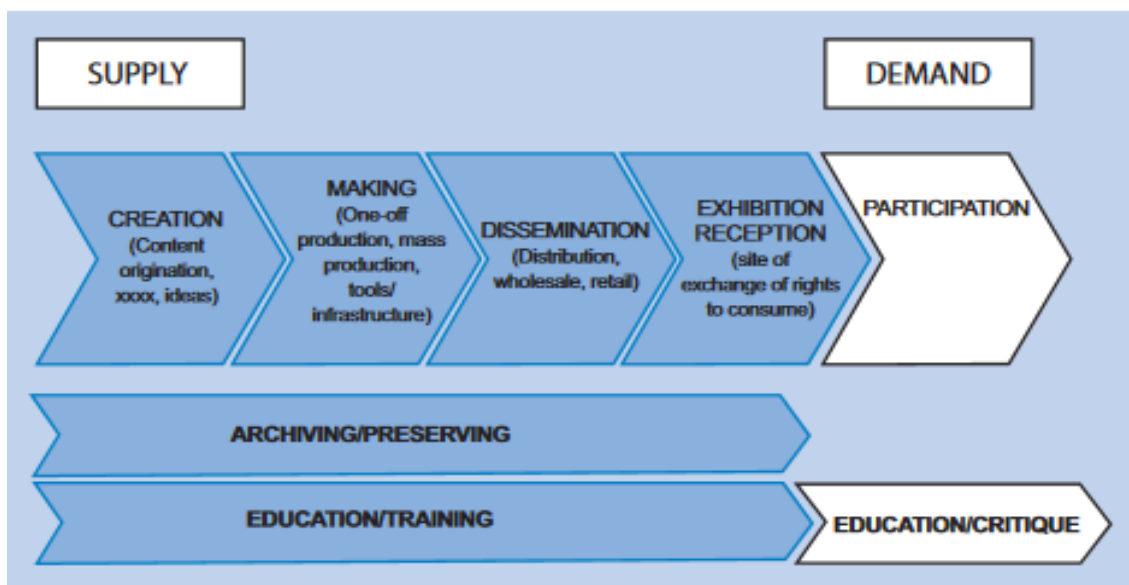 SUPPLY
DEMAND
CREATION
(Content
origination,
xxxx, ideas)
MAKING
(One-off
production, mass
production,
tools/
infrastructure)
DISSEMINATION
(Distribution,
wholesale, retail)
EXHIBITION
RECEPTION
(site of
exchange of rights
to consume)
PARTICIPATION
ARCHIVING/PRESERVING
EDUCATION/TRAINING
EDUCATION/CRITIQUE